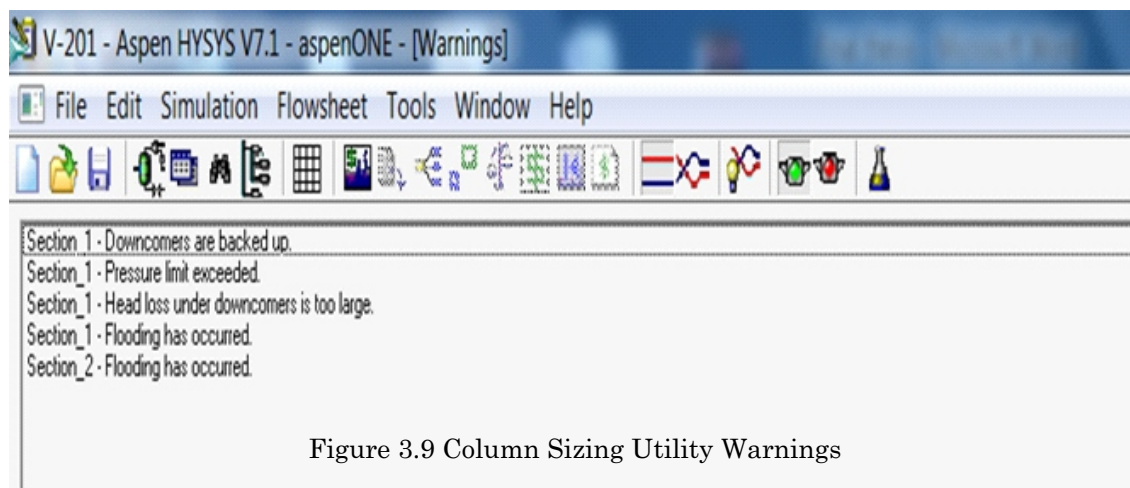 V-201 - Aspen HYSYS V7.1 - aspenONE - [Warnings]
File Edit Simulation Flowsheet Tools Window Help
Section_1 - Downcomers are backed up.
Section_1 - Pressure limit exceeded.
Section_1 - Head loss under downcomers is too large.
Section_1 - Flooding has occurred.
Section_2 - Flooding has occurred.
Figure 3.9 Column Sizing Utility Warnings